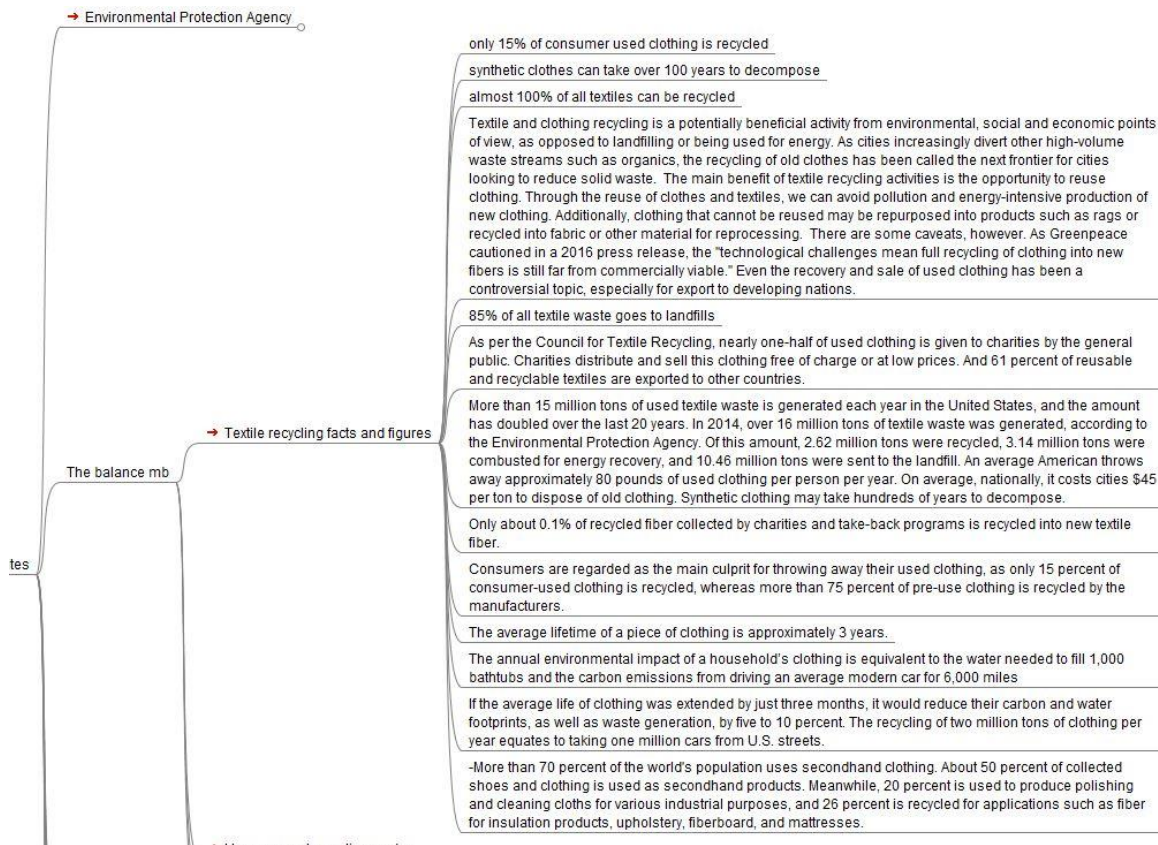 Environmental Protection Agency
only 15% of consumer used clothing is recycled
synthetic clothes can take over 100 years to decompose
almost 100% of all textiles can be recycled
Textile and clothing recycling is a potentially beneficial activity from environmental, social and economic points
of view, as opposed to landfilling or being used for energy. As cities increasingly divert other high-volume
waste streams such as organics, the recycling of old clothes has been called the next frontier for cities
looking to reduce solid waste.  The main benefit of textile recycling activities is the opportunity to reuse
clothing. Through the reuse of clothes and textiles, we can avoid pollution and energy-intensive production of
new clothing. Additionally, clothing that cannot be reused may be repurposed into products such as rags or
recycled into fabric or other material for reprocessing.  There are some caveats, however. As Greenpeace
cautioned in a 2016 press release, the "technological challenges mean full recycling of clothing into new
fibers is still far from commercially viable." Even the recovery and sale of used clothing has been a
controversial topic, especially for export to developing nations.
85% of all textile waste goes to landfills
As per the Council for Textile Recycling, nearly one-half of used clothing is given to charities by the general
public. Charities distribute and sell this clothing free of charge or at low prices. And 61 percent of reusable
and recyclable textiles are exported to other countries.
More than 15 million tons of used textile waste is generated each year in the United States, and the amount
has doubled over the last 20 years. In 2014, over 16 million tons of textile waste was generated, according to
the Environmental Protection Agency. Of this amount, 2.62 million tons were recycled, 3.14 million tons were
combusted for energy recovery, and 10.46 million tons were sent to the landfill. An average American throws
away approximately 80 pounds of used clothing per person per year. On average, nationally, it costs cities $45
per ton to dispose of old clothing. Synthetic clothing may take hundreds of years to decompose.
Textile recycling facts and figures
The balance mb
Only about 0.1% of recycled fiber collected by charities and take-back programs is recycled into new textile
fiber.
tes
Consumers are regarded as the main culprit for throwing away their used clothing, as only 15 percent of
consumer-used clothing is recycled, whereas more than 75 percent of pre-use clothing is recycled by the
manufacturers.
The average lifetime of a piece of clothing is approximately 3 years.
The annual environmental impact of a household's clothing is equivalent to the water needed to fill 1,000
bathtubs and the carbon emissions from driving an average modern car for 6,000 miles
If the average life of clothing was extended by just three months, it would reduce their carbon and water
footprints, as well as waste generation, by five to 10 percent. The recycling of two million tons of clothing per
year equates to taking one million cars from U.S. streets.
-More than 70 percent of the world's population uses secondhand clothing. About 50 percent of collected
shoes and clothing is used as secondhand products. Meanwhile, 20 percent is used to produce polishing
and cleaning cloths for various industrial purposes, and 26 percent is recycled for applications such as fiber
for insulation products, upholstery, fiberboard, and mattresses.